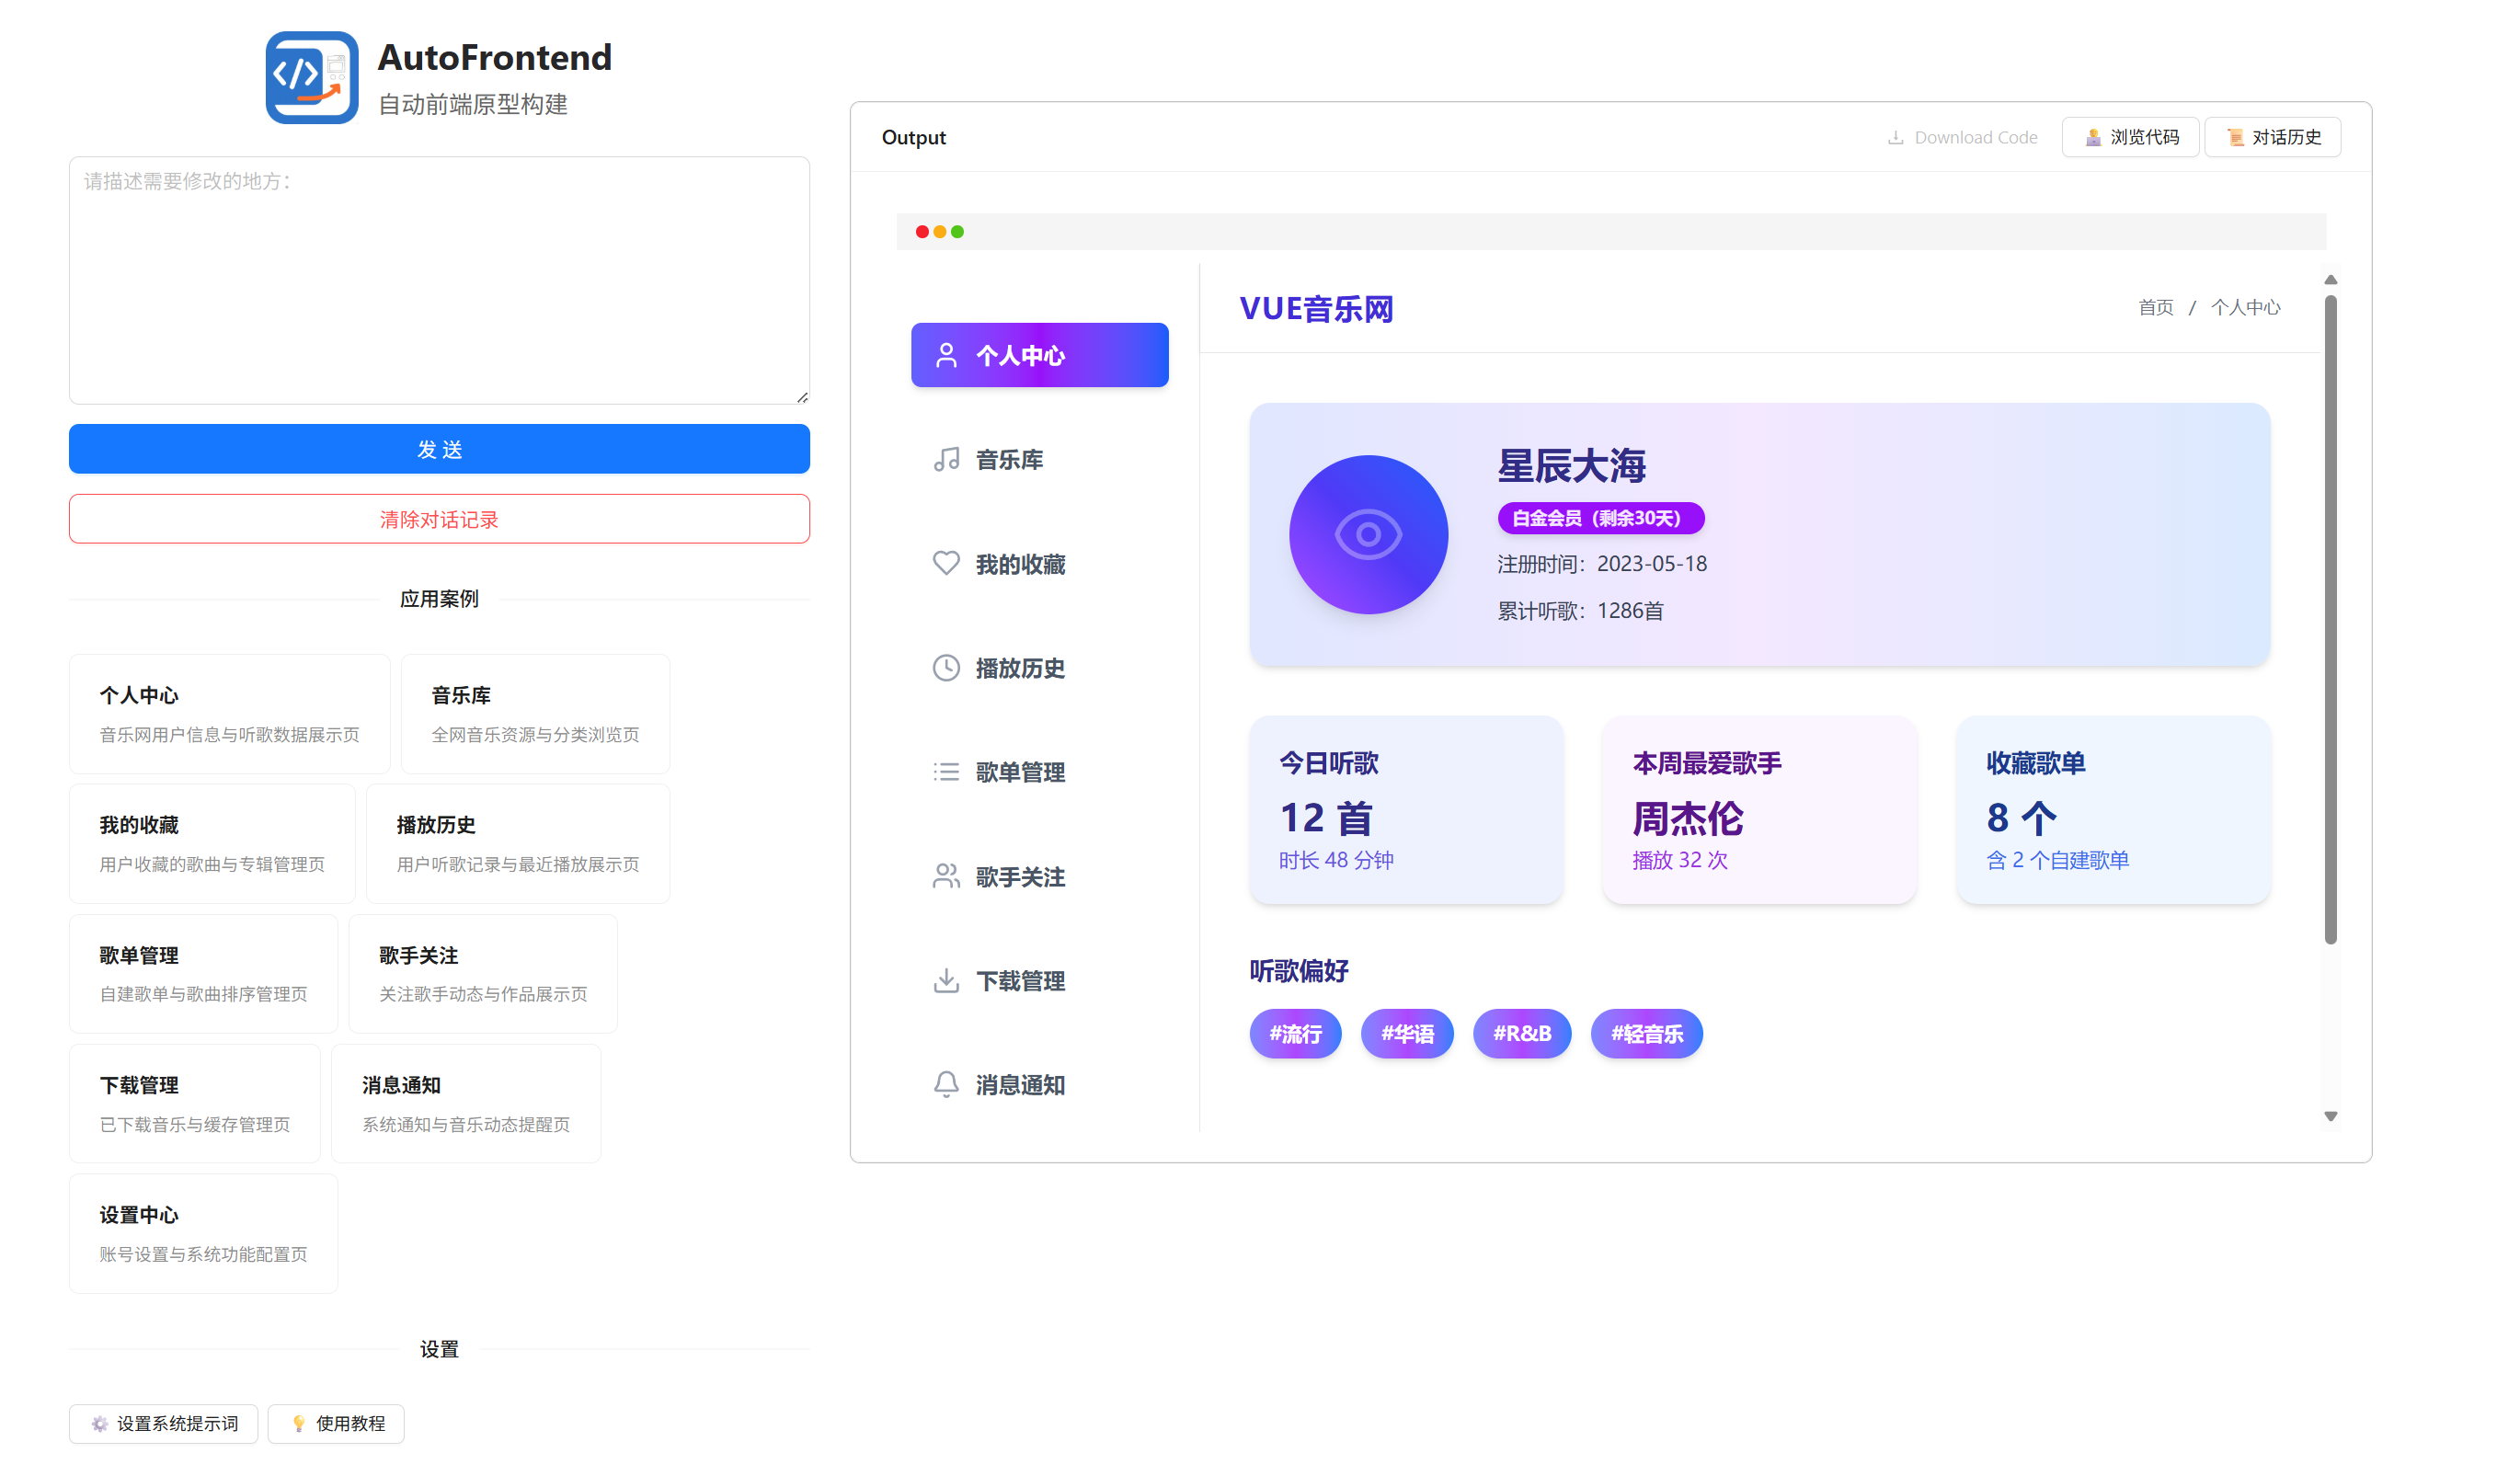 AutoFrontend
自动前端原型构建
请描述需要修改的地方：
发 送
清除对话记录
应用案例
个人中心
音乐网用户信息与听歌数据展示页
音乐库
全网音乐资源与分类浏览页
我的收藏
用户收藏的歌曲与专辑管理页
播放历史
用户听歌记录与最近播放展示页
歌单管理
自建歌单与歌曲排序管理页
歌手关注
关注歌手动态与作品展示页
下载管理
已下载音乐与缓存管理页
消息通知
系统通知与音乐动态提醒页
设置中心
账号设置与系统功能配置页
设置
设置系统提示词
使用教程
Output
Download Code
浏览代码
对话历史
个人中心
音乐库
我的收藏
播放历史
歌单管理
歌手关注
下载管理
消息通知
VUE音乐网
首页 / 个人中心
星辰大海
白金会员（剩余30天）
注册时间：2023-05-18
累计听歌：1286首
今日听歌
12 首
时长 48 分钟
本周最爱歌手
周杰伦
播放 32 次
收藏歌单
8 个
含 2 个自建歌单
听歌偏好
#流行
#华语
#R&B
#轻音乐